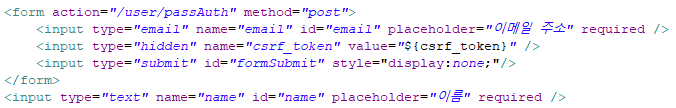 <form action="/user/passAuth" method="post">
<input type="email" name="email" id="email" placeholder="이메일 주소" required />
<input type="hidden" name="csrf_token" value="${csrf_token}" />
<input type="submit" id="formSubmit" style="display:none;"/>
</form>
<input type="text" name="name" id="name" placeholder="이름" required />